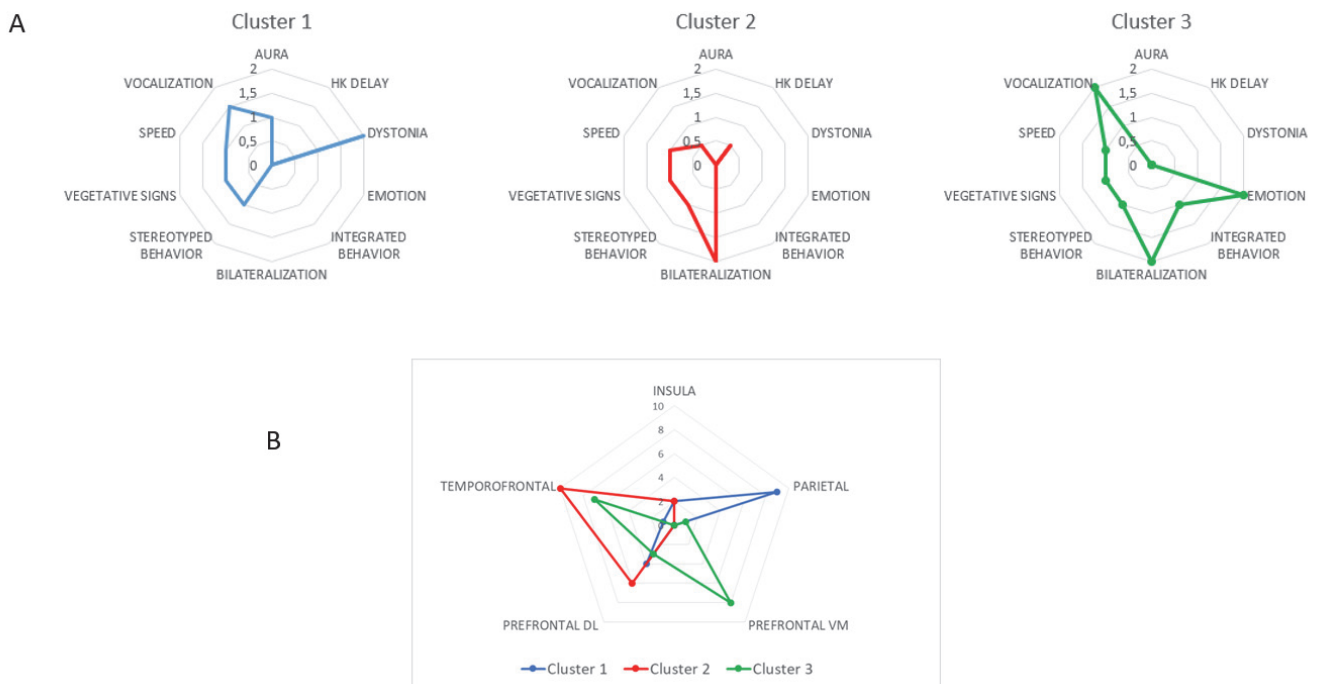 A
Cluster 1
AURA
2
1,5
1
0,5
0
HK DELAY
DYSTONIA
EMOTION
INTEGRATED
BEHAVIOR
BILATERALIZATION
STEREOTYPED
BEHAVIOR
VEGETATIVE SIGNS
SPEED
VOCALIZATION
Cluster 2
AURA
2
1,5
1
0,5
0
HK DELAY
DYSTONIA
EMOTION
INTEGRATED
BEHAVIOR
BILATERALIZATION
STEREOTYPED
BEHAVIOR
VEGETATIVE SIGNS
SPEED
VOCALIZATION
Cluster 3
AURA
2
1,5
1
0,5
0
HK DELAY
DYSTONIA
EMOTION
INTEGRATED
BEHAVIOR
BILATERALIZATION
STEREOTYPED
BEHAVIOR
VEGETATIVE SIGNS
SPEED
VOCALIZATION
B
INSULA
10
8
6
4
2
0
PARIETAL
PREFRONTAL VM
PREFRONTAL DL
TEMPOROFRONTAL
Cluster 1 Cluster 2 Cluster 3